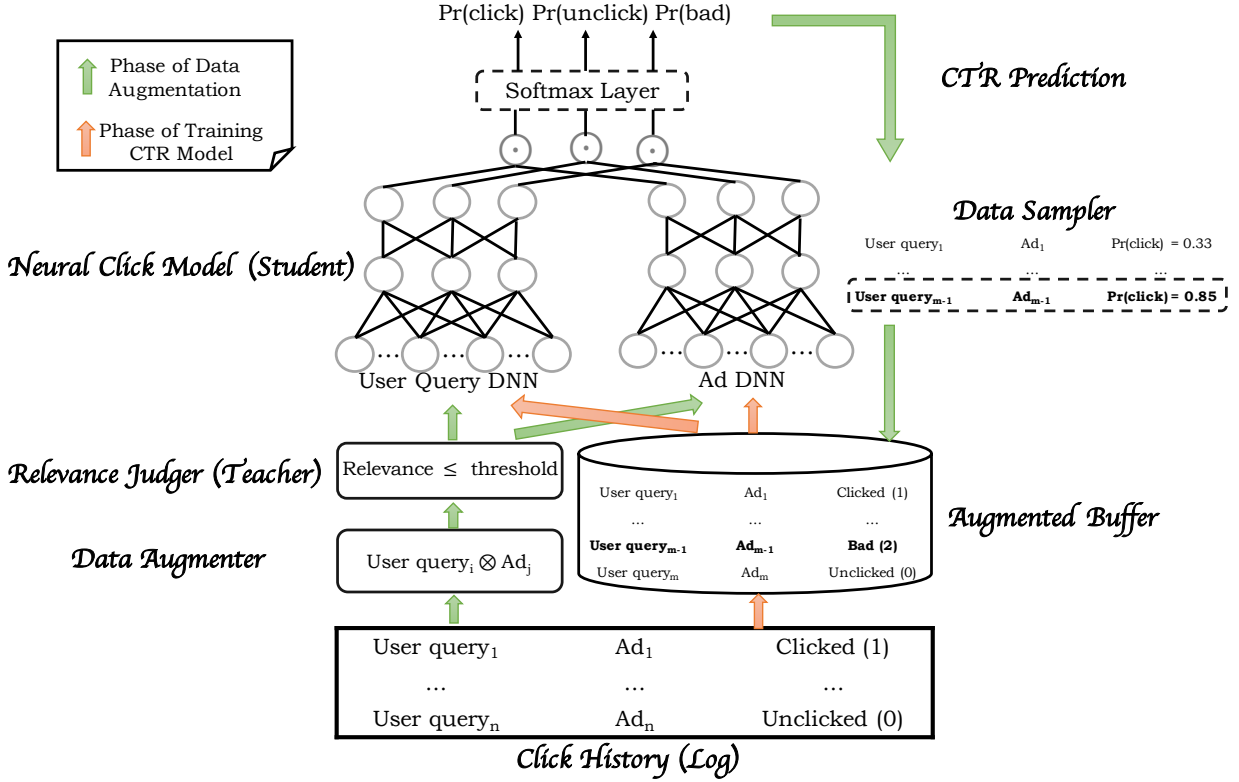 Pr(click) Pr(unclick) Pr(bad)
Phase of Data
Augmentation
Phase of Training
CTR Model
Softmax Layer
CTR Prediction
Data Sampler
User query₁ Ad₁ Pr(click) = 0.33
... ... ...
User queryₘ₋₁ Adₘ₋₁ Pr(click) = 0.85
Neural Click Model (Student)
... ... ... ...
User Query DNN Ad DNN
Relevance Judger (Teacher)
Relevance ≤ threshold
Data Augmenter
User queryᵢ ⊗ Adⱼ
User query₁ Ad₁ Clicked (1)
... ... ...
User queryₘ₋₁ Adₘ₋₁ Bad (2)
User queryₘ Adₘ Unclicked (0)
Augmented Buffer
User query₁ Ad₁ Clicked (1)
... ... ...
User queryₙ Adₙ Unclicked (0)
Click History (Log)